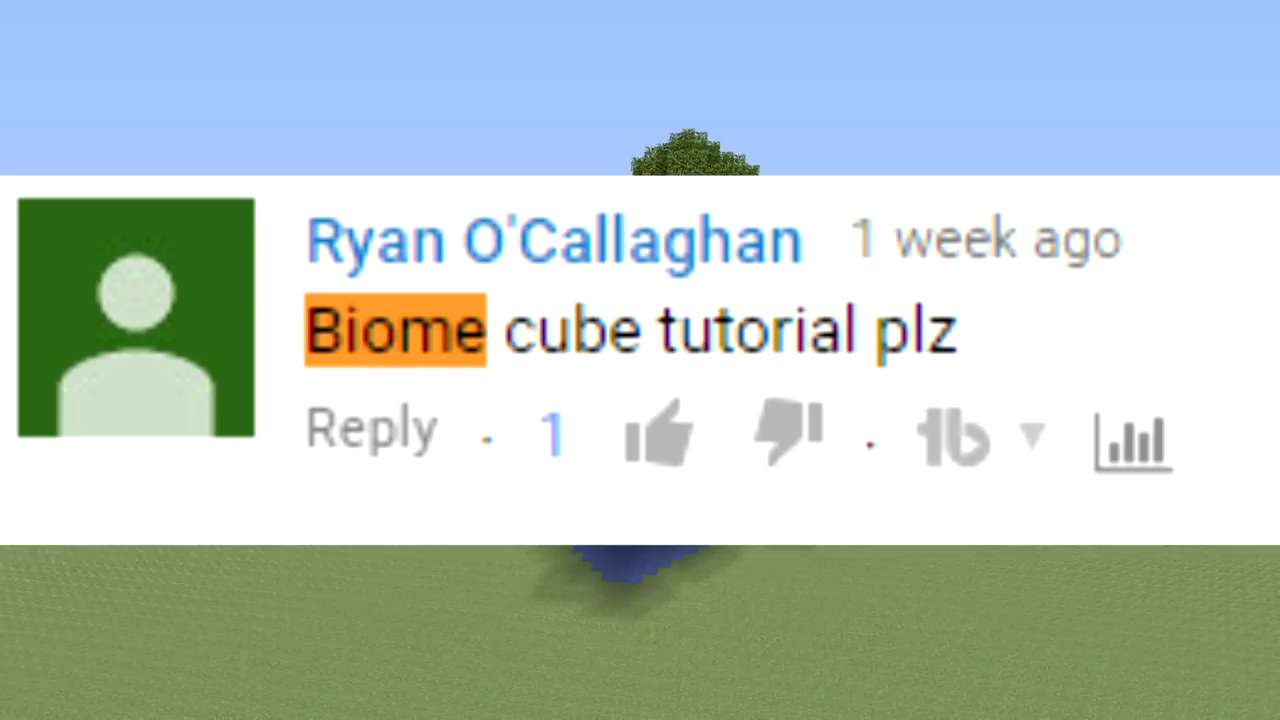 Ryan O'Callaghan 1 week ago
Biome cube tutorial plz
Reply · 1 ·